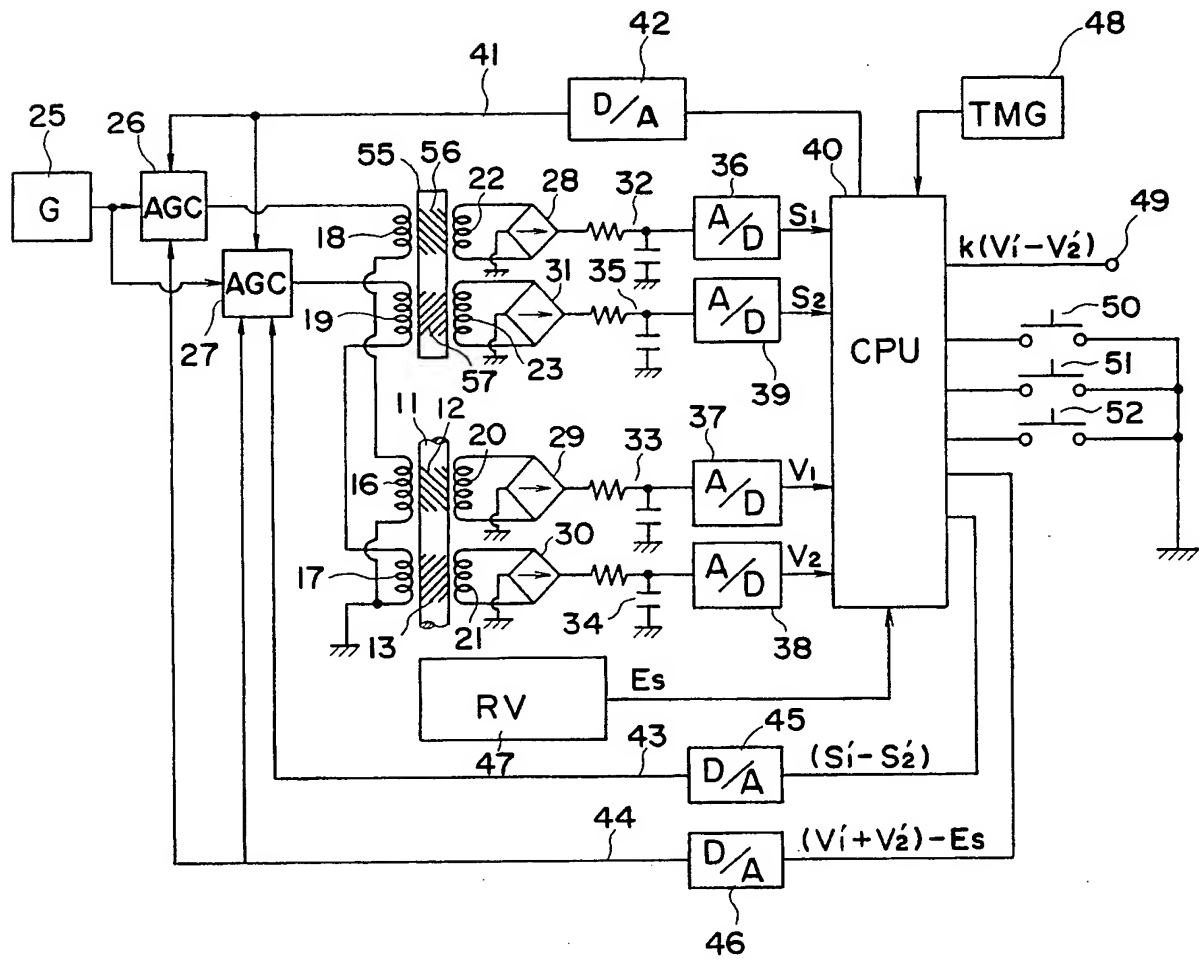 42
48
41
D/A
TMG
25
26
55
56
22
28
32
36
40
G
AGC
18
A/D
S1
49
k(V1′−V2′)
AGC
31
35
S2
27
19
57
23
A/D
39
CPU
50
51
52
11
12
20
29
33
37
16
A/D
V1
17
30
V2
13
21
34
A/D
38
RV
Es
47
43
45
D/A
(S1′−S2′)
44
D/A
(V1′+V2′)−Es
46